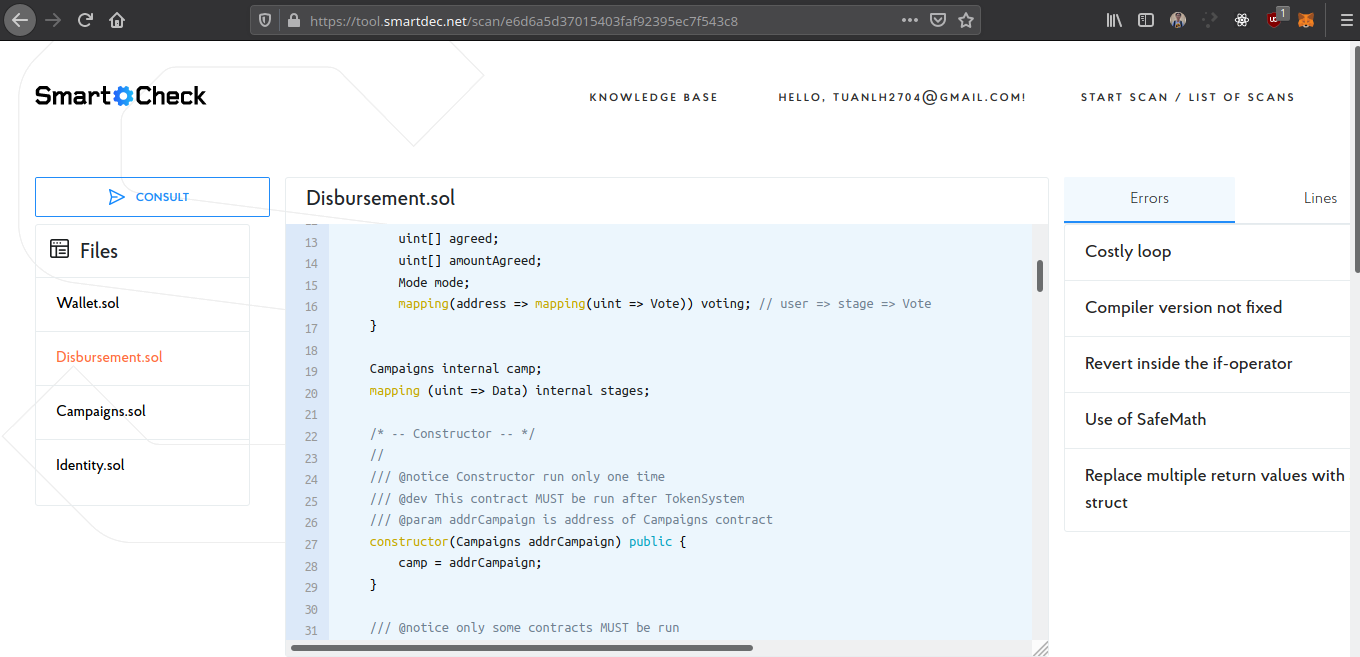 https://tool.smartdec.net/scan/e6d6a5d37015403faf92395ec7f543c8
1
SmartCheck
KNOWLEDGE BASE
HELLO, TUANLH2704@GMAIL.COM!
START SCAN / LIST OF SCANS
CONSULT
Files
Wallet.sol
Disbursement.sol
Campaigns.sol
Identity.sol
Disbursement.sol
13 uint[] agreed;
14 uint[] amountAgreed;
15 Mode mode;
16 mapping(address => mapping(uint => Vote)) voting; // user => stage => Vote
17 }
18
19 Campaigns internal camp;
20 mapping (uint => Data) internal stages;
21
22 /* -- Constructor -- */
23 //
24 /// @notice Constructor run only one time
25 /// @dev This contract MUST be run after TokenSystem
26 /// @param addrCampaign is address of Campaigns contract
27 constructor(Campaigns addrCampaign) public {
28 camp = addrCampaign;
29 }
30
31 /// @notice only some contracts MUST be run
Errors
Lines
Costly loop
Compiler version not fixed
Revert inside the if-operator
Use of SafeMath
Replace multiple return values with
struct